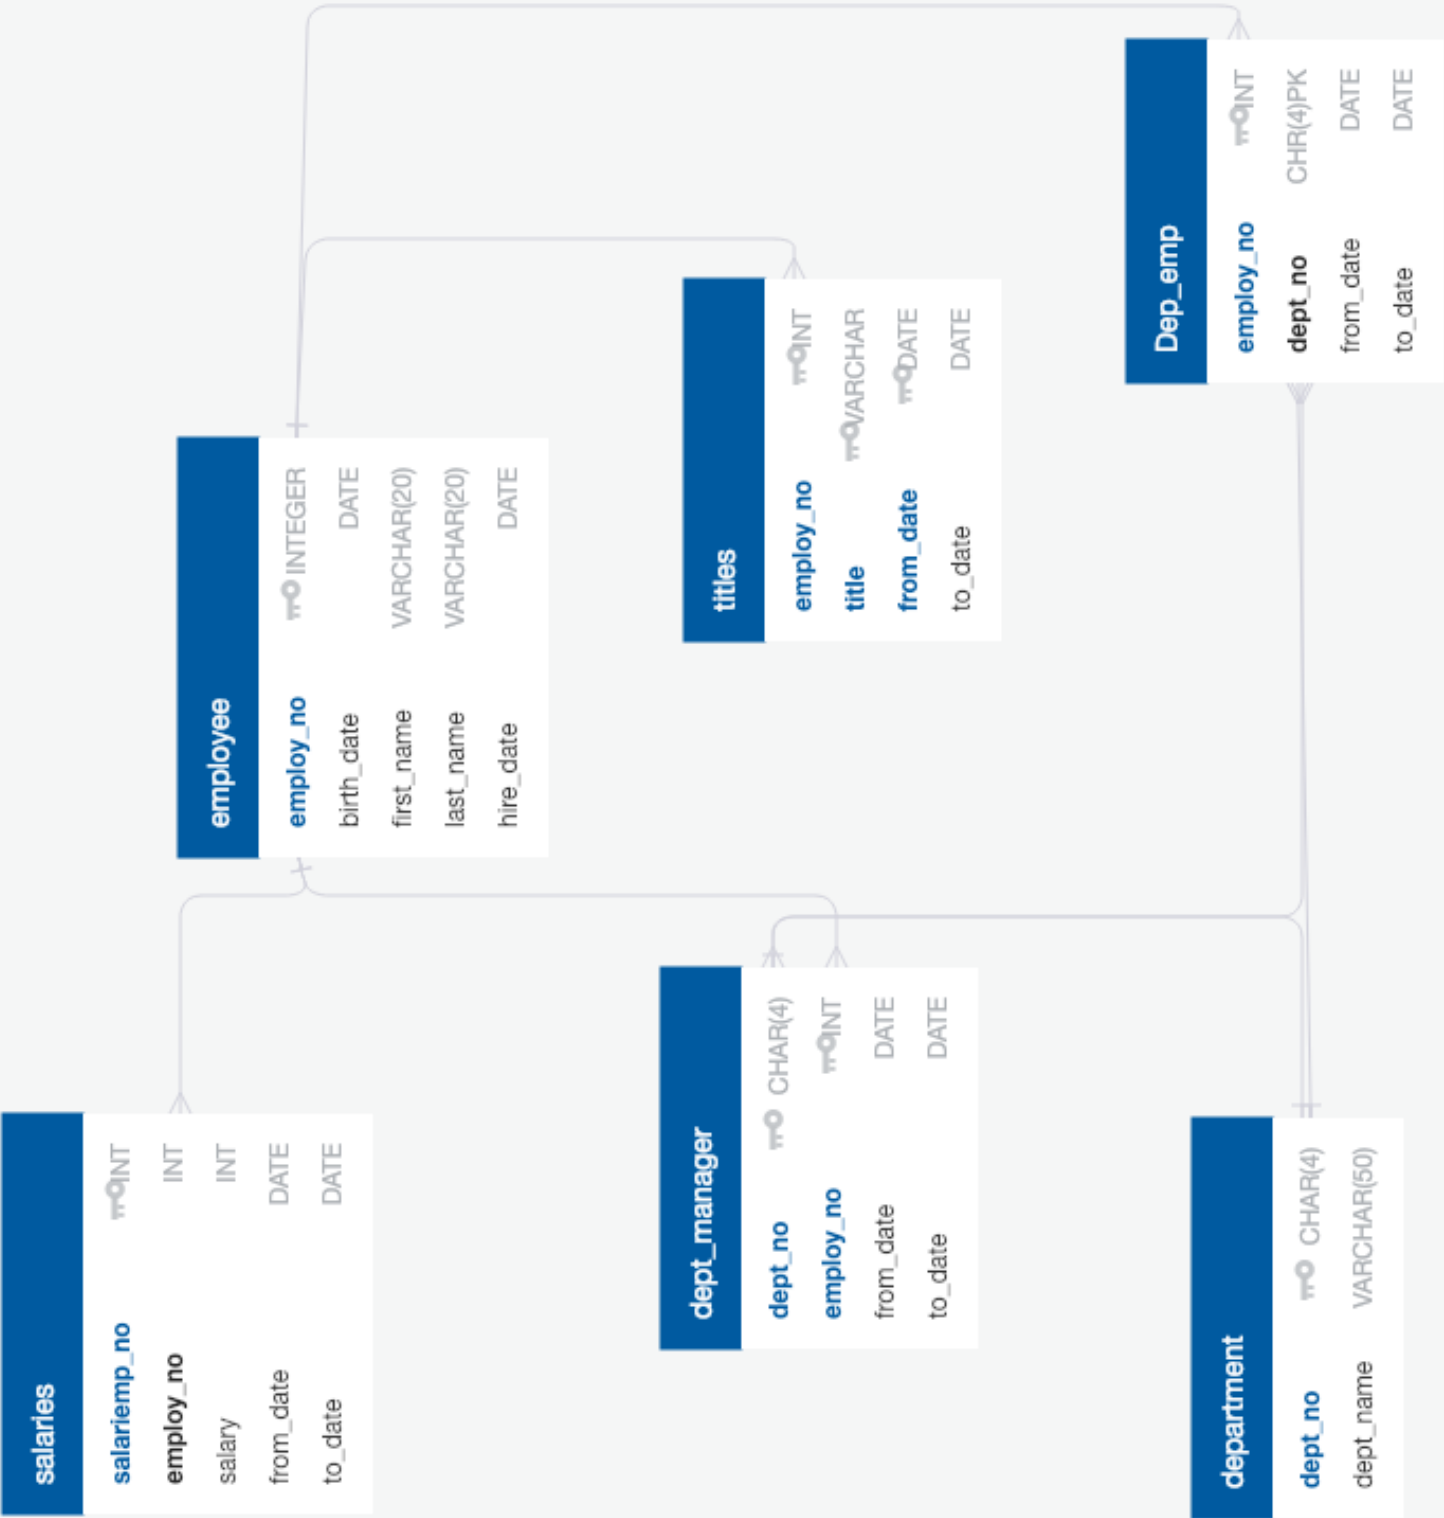 salaries
salariemp_no INT
employ_no INT
salary INT
from_date DATE
to_date DATE
employee
employ_no INTEGER
birth_date DATE
first_name VARCHAR(20)
last_name VARCHAR(20)
hire_date DATE
dept_manager
dept_no CHAR(4)
employ_no INT
from_date DATE
to_date DATE
titles
employ_no INT
title VARCHAR
from_date DATE
to_date DATE
department
dept_no CHAR(4)
dept_name VARCHAR(50)
Dep_emp
employ_no INT
dept_no CHR(4)PK
from_date DATE
to_date DATE